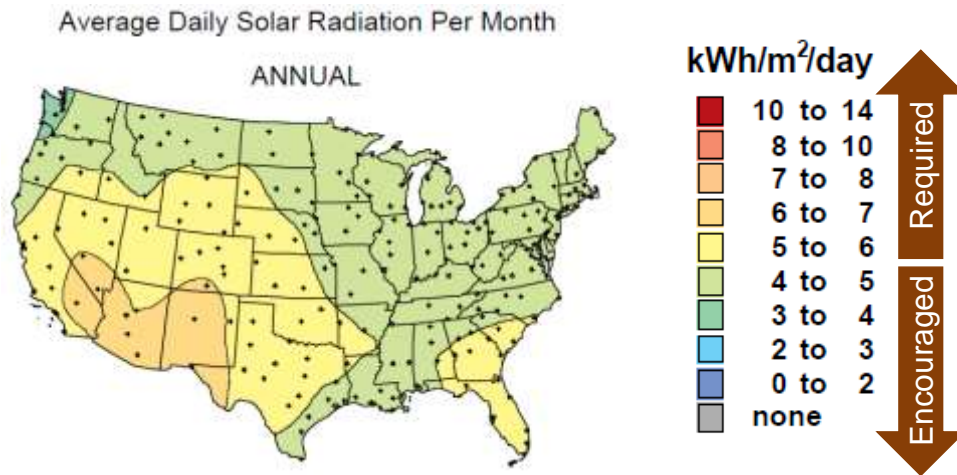 Average Daily Solar Radiation Per Month
ANNUAL
kWh/m²/day
10 to 14
8 to 10
7 to 8
6 to 7
5 to 6
4 to 5
3 to 4
2 to 3
0 to 2
none
Required
Encouraged